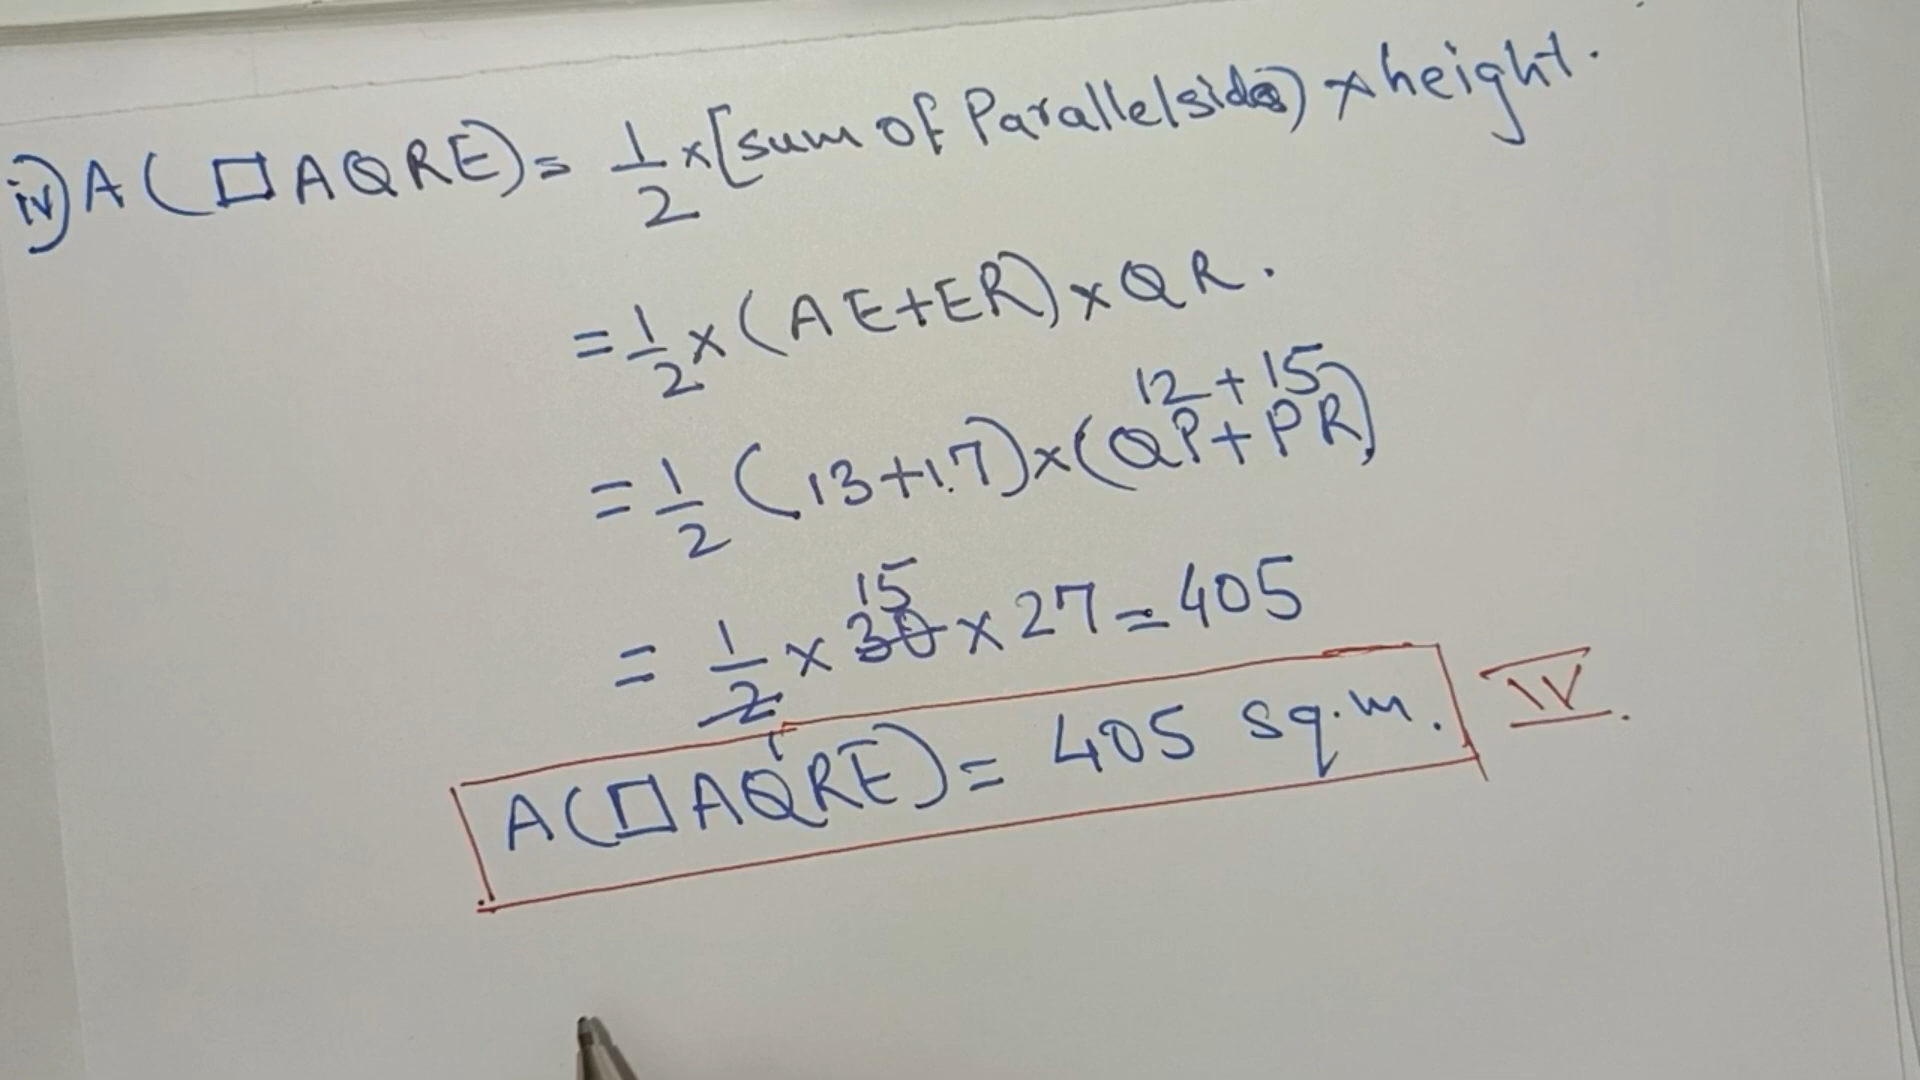 iv) A(□AQRE) = 1/2 × [sum of Parallel sides) × height.
= 1/2 × (AE+ER) × QR.
12 + 15
= 1/2 (13+17) × (QP+PR)
15
= 1/2 × 30 × 27 = 405
1
A(□AQRE) = 405 sq.m. IV.